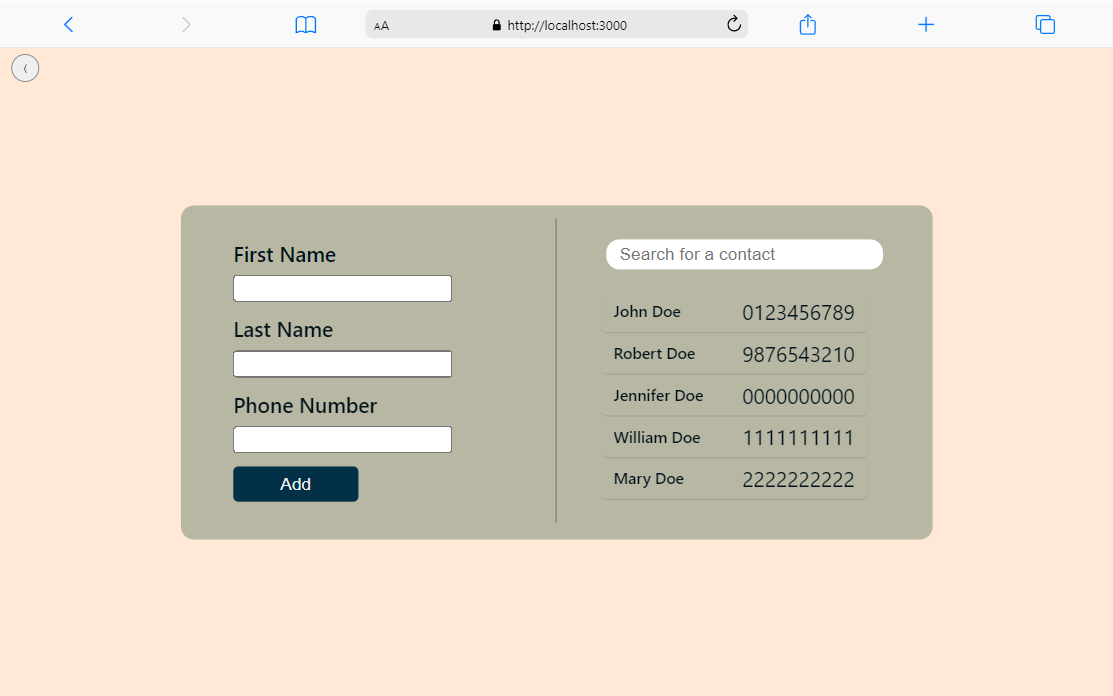 AA
http://localhost:3000
First Name
Last Name
Phone Number
Add
Search for a contact
John Doe 0123456789
Robert Doe 9876543210
Jennifer Doe 0000000000
William Doe 1111111111
Mary Doe 2222222222